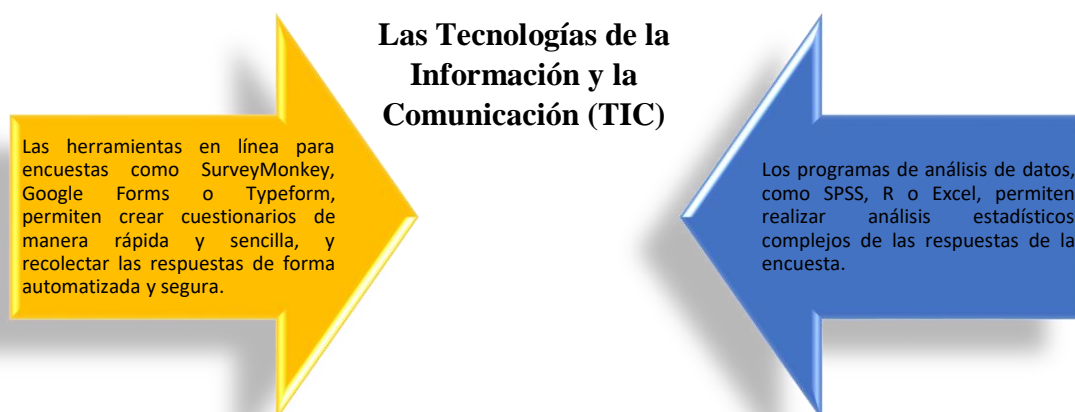 Las Tecnologías de la
Información y la
Comunicación (TIC)
Las herramientas en línea para
encuestas como SurveyMonkey,
Google Forms o Typeform,
permiten crear cuestionarios de
manera rápida y sencilla, y
recolectar las respuestas de forma
automatizada y segura.
Los programas de análisis de datos,
como SPSS, R o Excel, permiten
realizar análisis estadísticos
complejos de las respuestas de la
encuesta.